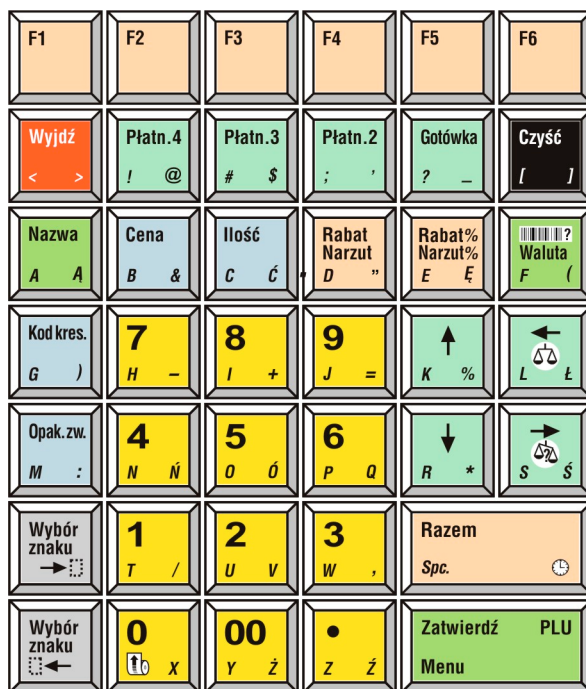 F1 F2 F3 F4 F5 F6
Wyjdź Płatn.4 Płatn.3 Płatn.2 Gotówka Czyść
< > ! @ # $ ; ' ? _ [ ]
Nazwa Cena Ilość Rabat Rabat% ?
Narzut Narzut% Waluta
A Ą B & C Ć " D " E Ę F (
Kod kres. 7 8 9
G ) H – I + J = K % L Ł
Opak. zw. 4 5 6 ?
M : N Ń O Ó P Q R * S Ś
Wybór 1 2 3 Razem
znaku
T / U V W , Spc.
Wybór 0 00 • Zatwierdź PLU
znaku
X Y Ż Z Ź Menu